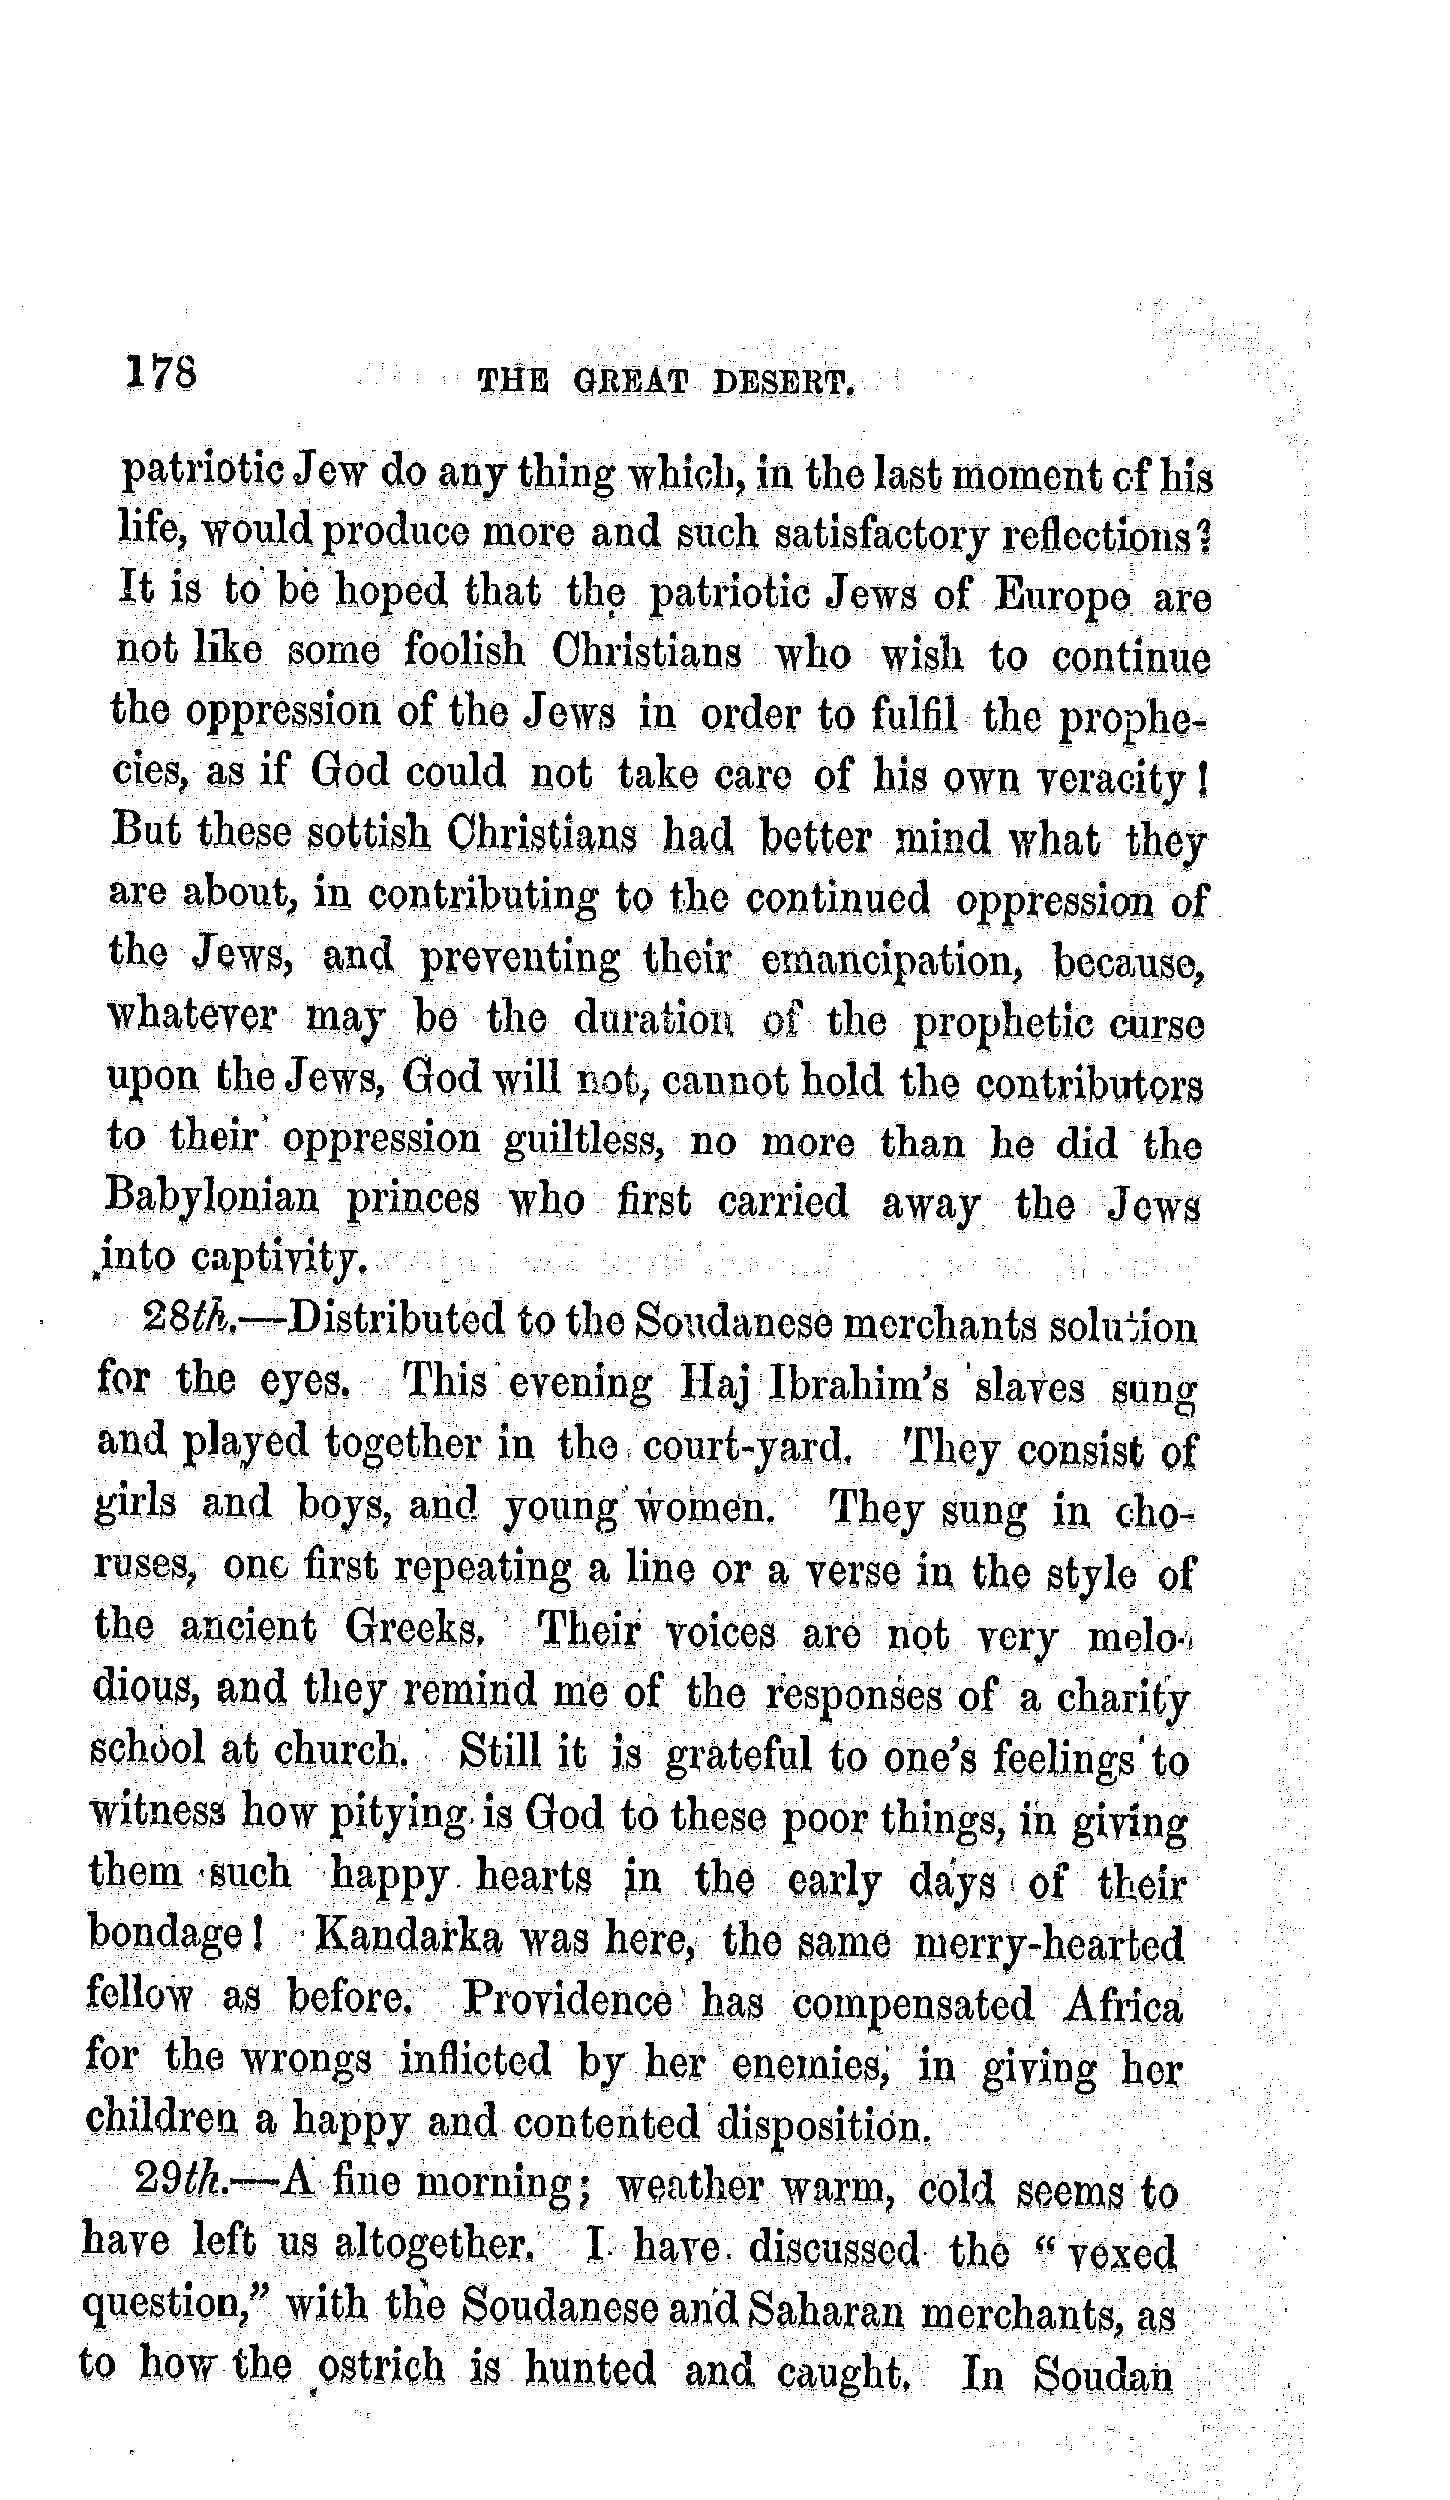 178 THE GREAT DESERT.
patriotic Jew do any thing which, in the last moment of his
life, would produce more and such satisfactory reflections?
It is to be hoped that the patriotic Jews of Europe are
not like some foolish Christians who wish to continue
the oppression of the Jews in order to fulfil the prophe-
cies, as if God could not take care of his own veracity!
But these sottish Christians had better mind what they
are about, in contributing to the continued oppression of
the Jews, and preventing their emancipation, because,
whatever may be the duration of the prophetic curse
upon the Jews, God will not, cannot hold the contributors
to their oppression guiltless, no more than he did the
Babylonian princes who first carried away the Jews
into captivity.
28th.—Distributed to the Soudanese merchants solution
for the eyes. This evening Haj Ibrahim's slaves sung
and played together in the court-yard. They consist of
girls and boys, and young women. They sung in cho-
ruses, one first repeating a line or a verse in the style of
the ancient Greeks. Their voices are not very melo-
dious, and they remind me of the responses of a charity
school at church. Still it is grateful to one's feelings to
witness how pitying is God to these poor things, in giving
them such happy hearts in the early days of their
bondage! Kandarka was here, the same merry-hearted
fellow as before. Providence has compensated Africa
for the wrongs inflicted by her enemies, in giving her
children a happy and contented disposition.
29th.—A fine morning; weather warm, cold seems to
have left us altogether. I have discussed the "vexed
question," with the Soudanese and Saharan merchants, as
to how the ostrich is hunted and caught. In Soudan